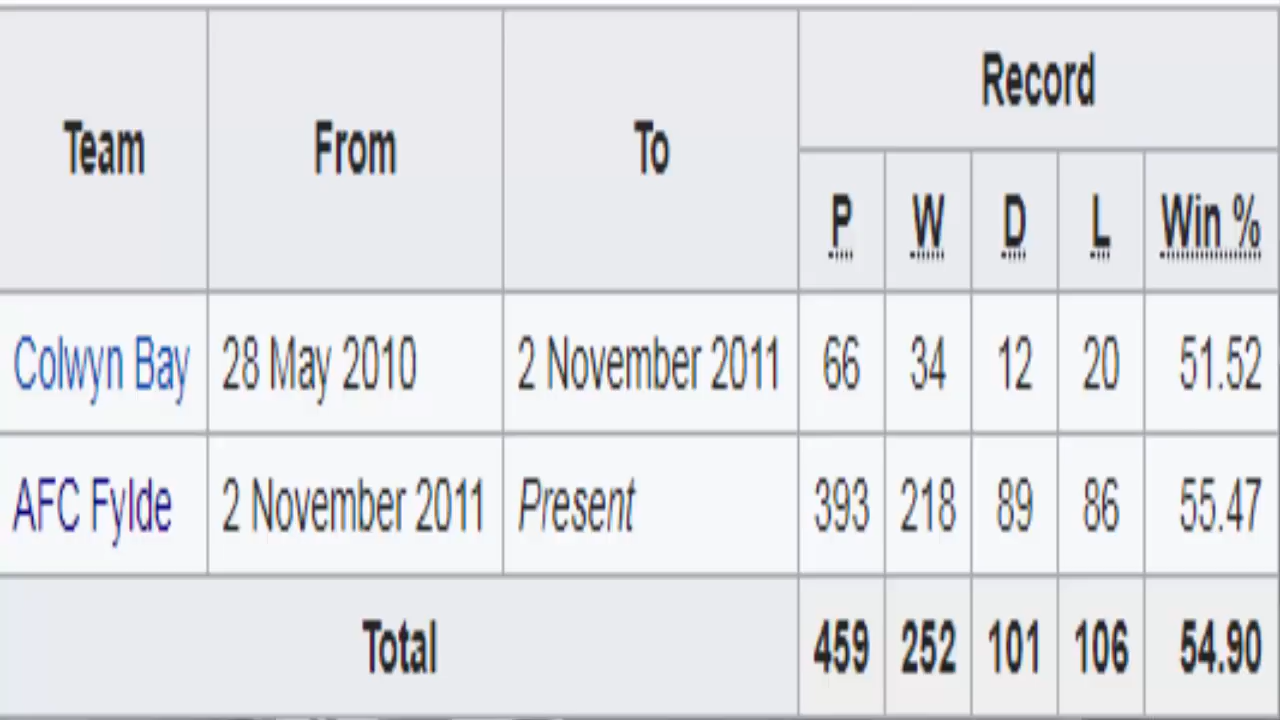 Team From To Record
P W D L Win %
Colwyn Bay 28 May 2010 2 November 2011 66 34 12 20 51.52
AFC Fylde 2 November 2011 Present 393 218 89 86 55.47
Total 459 252 101 106 54.90